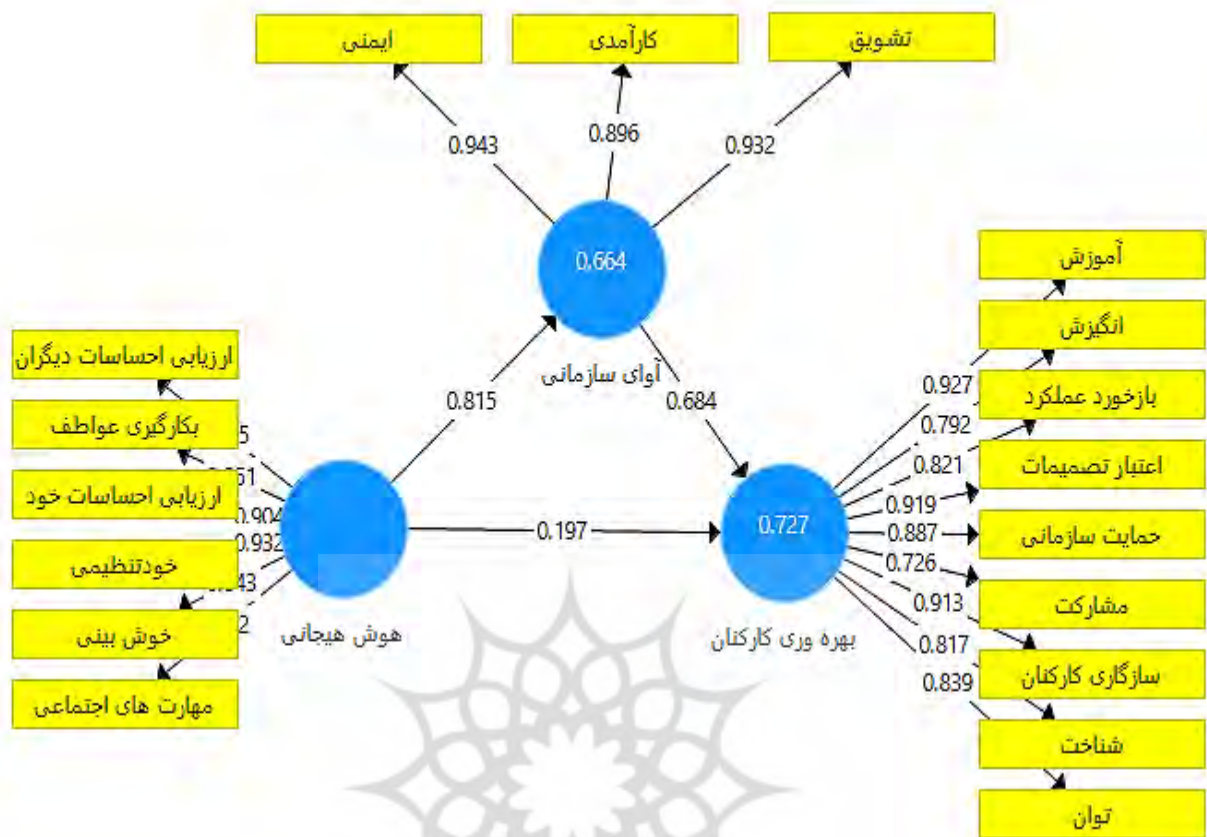 ایمنی
کارآمدی
تشویق
0.943
0.896
0.932
0.664
آوای سازمانی
0.815
0.684
ارزیابی احساسات دیگران
بکارگیری عواطف
ارزیابی احساسات خود
خودتنظیمی
خوش بینی
مهارت های اجتماعی
0.904
0.932
هوش هیجانی
0.197
0.727
بهره وری کارکنان
0.927
0.792
0.821
0.919
0.887
0.726
0.913
0.817
0.839
آموزش
انگیزش
بازخورد عملکرد
اعتبار تصمیمات
حمایت سازمانی
مشارکت
سازگاری کارکنان
شناخت
توان